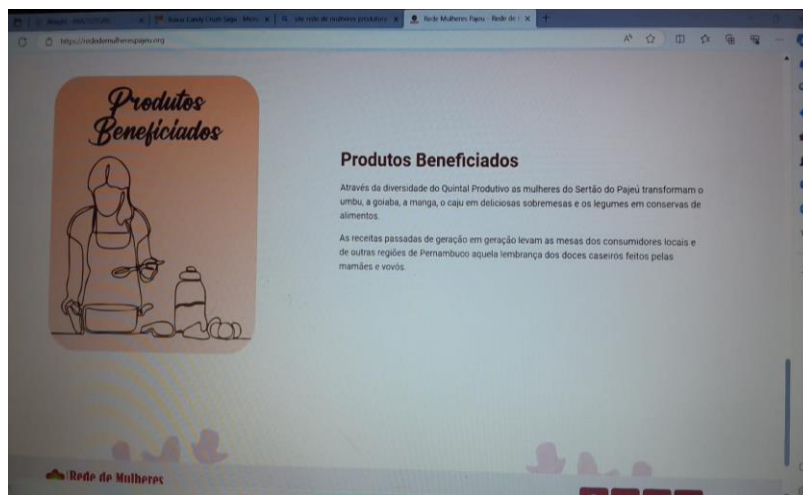 Rede Mulheres Pajeu - Rede de
https://rededemulherespajeu.org
Produtos
Beneficiados
Produtos Beneficiados
Através da diversidade do Quintal Produtivo as mulheres do Sertão do Pajeú transformam o
umbu, a goiaba, a manga, o caju em deliciosas sobremesas e os legumes em conservas de
alimentos.
As receitas passadas de geração em geração levam as mesas dos consumidores locais e
de outras regiões de Pernambuco aquela lembrança dos doces caseiros feitos pelas
mamães e vovós.
Rede de Mulheres